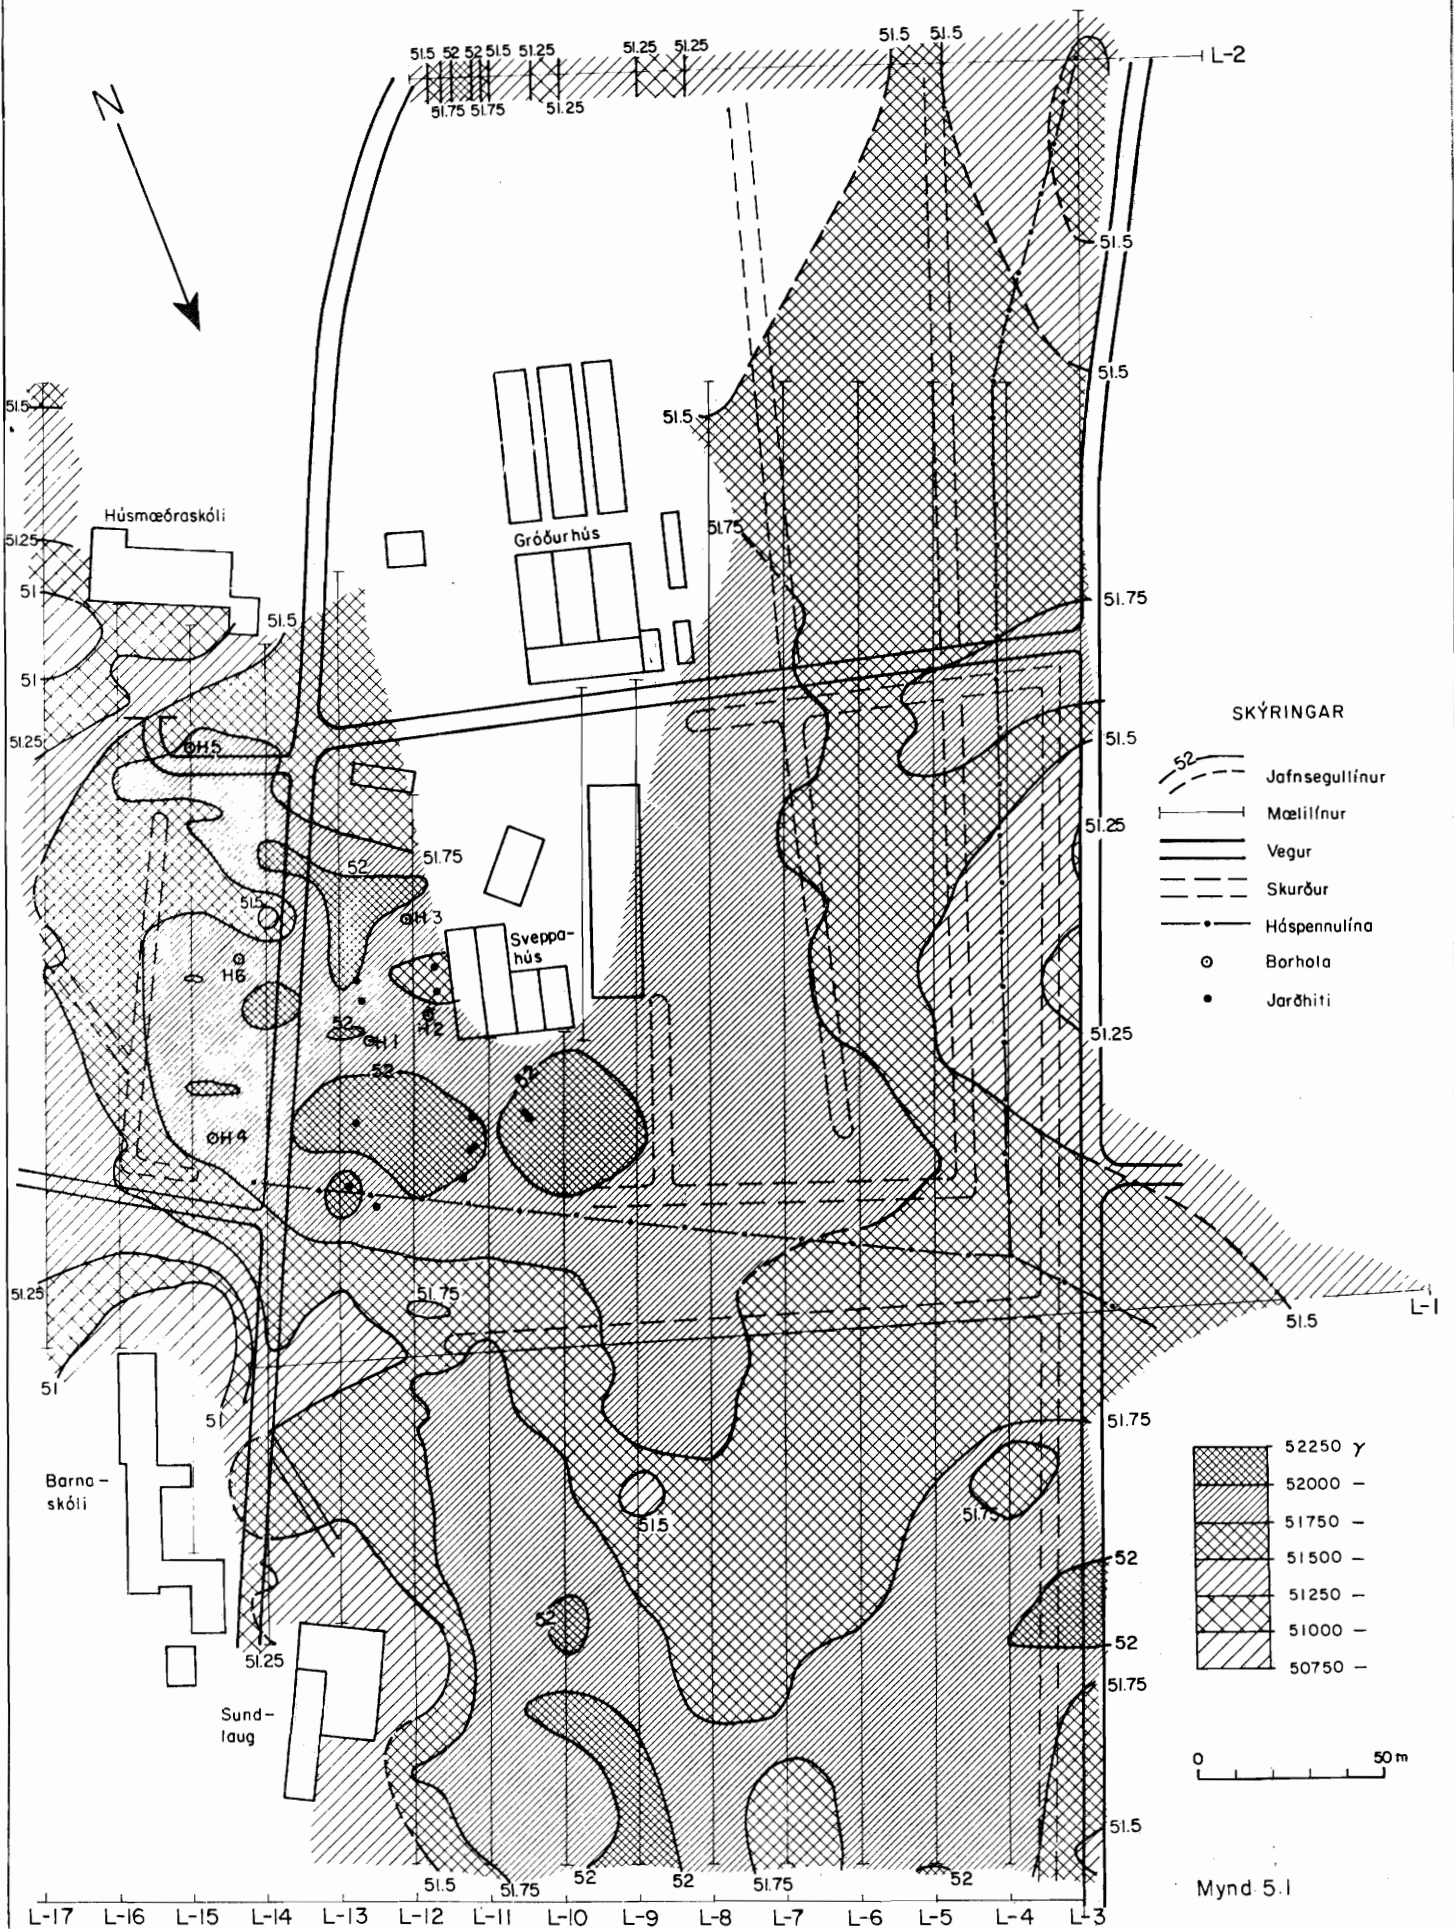 51.5 52 52 51.5 51.25 51.25 51.25 51.5 51.5
L-2
51.75 51.75 51.25
N
51.5
51.5
51.5
51.5
Húsmæðraskóli
Gróðurhús
51.75
51.25
51
51.75
51.5
51
SKÝRINGAR
51.25
H5
51.5
52
Jafnsegullínur
Mælilínur
51.25
Vegur
51.75
52
Skurður
51.5
H3
Háspennulína
Sveppa-
hús
H6
Borhola
Jarðhiti
52
H2
H1
51.25
52
52
H4
51.25
51.75
L-1
51.5
51
51
51.75
52250 γ
Barna-
skóli
52000 –
51.5
51.75
51750 –
52
51500 –
51250 –
52
51000 –
52
51.25
50750 –
51.75
Sund-
laug
0 50 m
51.5
51.5 51.75 52 52 51.75 52
Mynd 5.1
L-17 L-16 L-15 L-14 L-13 L-12 L-11 L-10 L-9 L-8 L-7 L-6 L-5 L-4 L-3